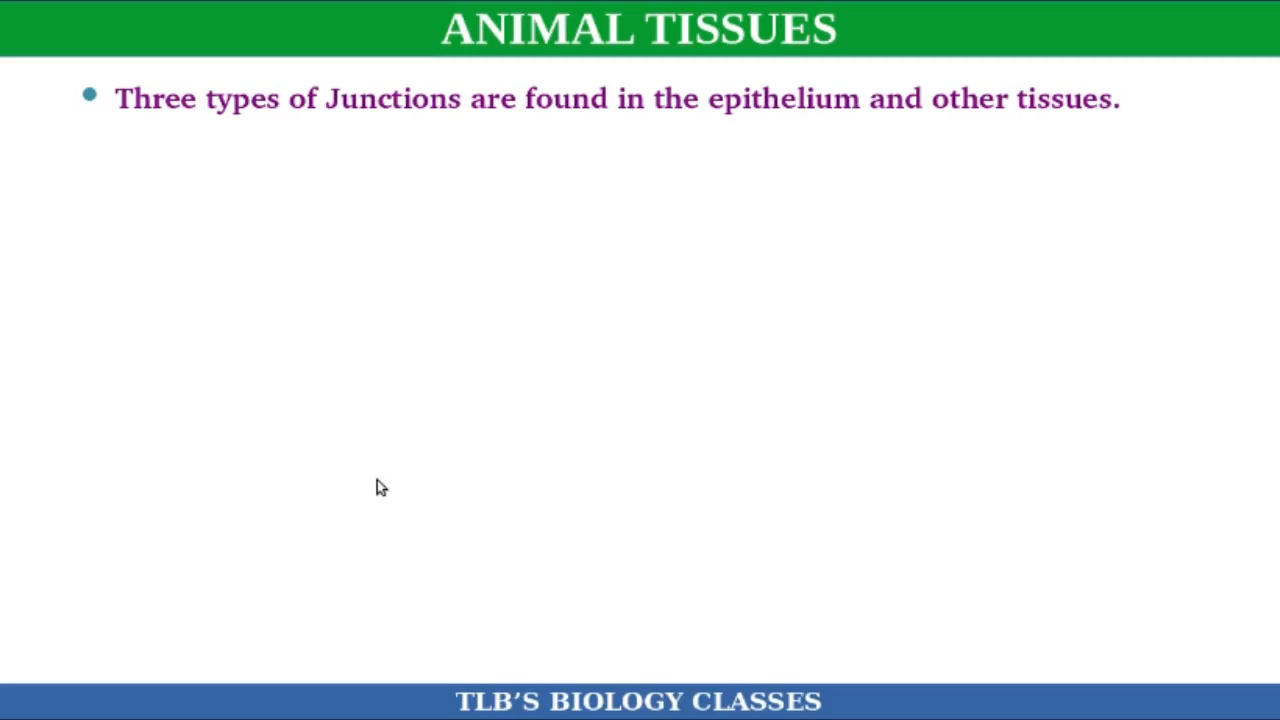 ANIMAL TISSUES
Three types of Junctions are found in the epithelium and other tissues.
TLB’S BIOLOGY CLASSES